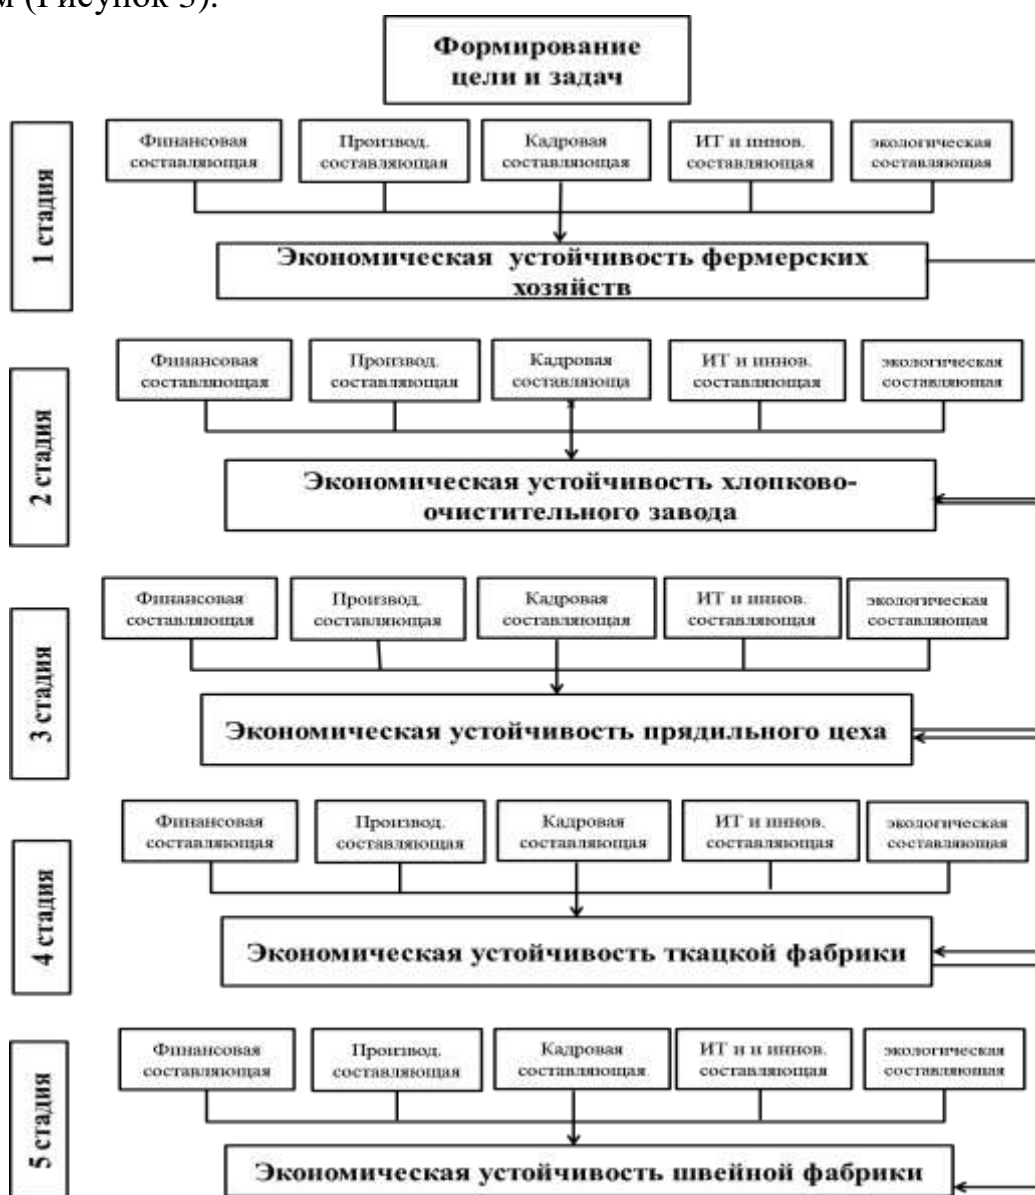 м (Рисунок 3).
Формирование
цели и задач
1 стадия
Финансовая
составляющая
Производ.
составляющая
Кадровая
составляющая
ИТ и иннов.
составляющая
экологическая
составляющая
Экономическая устойчивость фермерских
хозяйств
2 стадия
Финансовая
составляющая
Производ.
составляющая
Кадровая
составляюща
ИТ и иннов.
составляющая
экологическая
составляющая
Экономическая устойчивость хлопково-
очистительного завода
3 стадия
Финансовая
составляющая
Производ.
составляющая
Кадровая
составляющая
ИТ и иннов.
составляющая
экологическая
составляющая
Экономическая устойчивость прядильного цеха
4 стадия
Финансовая
составляющая
Производ.
составляющая
Кадровая
составляющая
ИТ и иннов.
составляющая
экологическая
составляющая
Экономическая устойчивость ткацкой фабрики
5 стадия
Финансовая
составляющая
Производ.
составляющая
Кадровая
составляющая
ИТ и и иннов.
составляющая
экологическая
составляющая
Экономическая устойчивость швейной фабрики